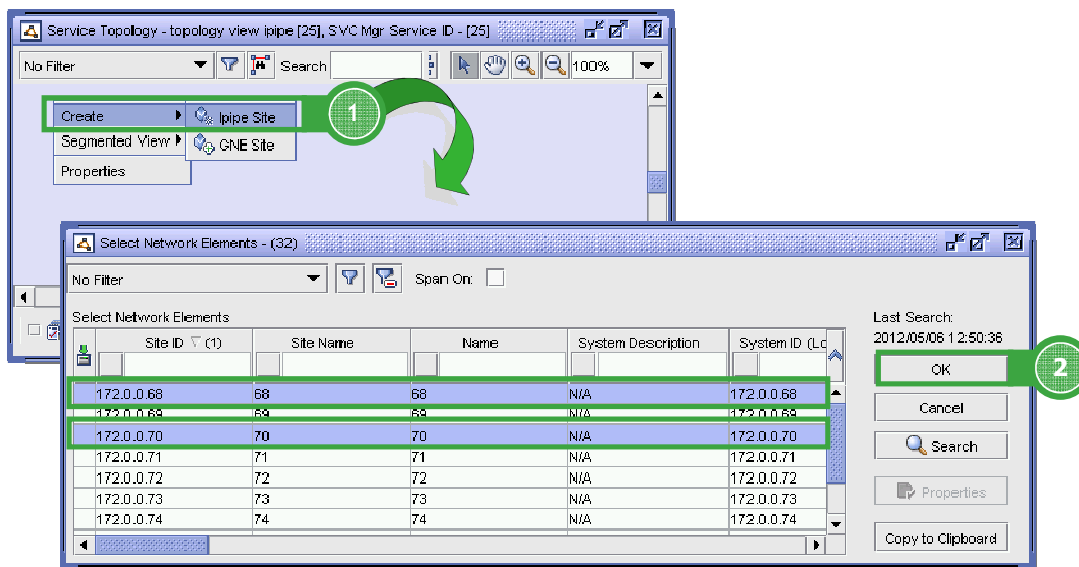 Service Topology - topology view ipipe [25], SVC Mgr Service ID - [25]
No Filter Search 100%
Create Ipipe Site 1
Segmented View GNE Site
Properties
Select Network Elements - (32)
No Filter Span On:
Select Network Elements
Last Search:
2012/05/06 12:50:36
Site ID (1) Site Name Name System Description System ID (Lo
172.0.0.68 68 68 N/A 172.0.0.68
172.0.0.69 69 69 N/A 172.0.0.69
172.0.0.70 70 70 N/A 172.0.0.70
172.0.0.71 71 71 N/A 172.0.0.71
172.0.0.72 72 72 N/A 172.0.0.72
172.0.0.73 73 73 N/A 172.0.0.73
172.0.0.74 74 74 N/A 172.0.0.74
OK 2
Cancel
Search
Properties
Copy to Clipboard